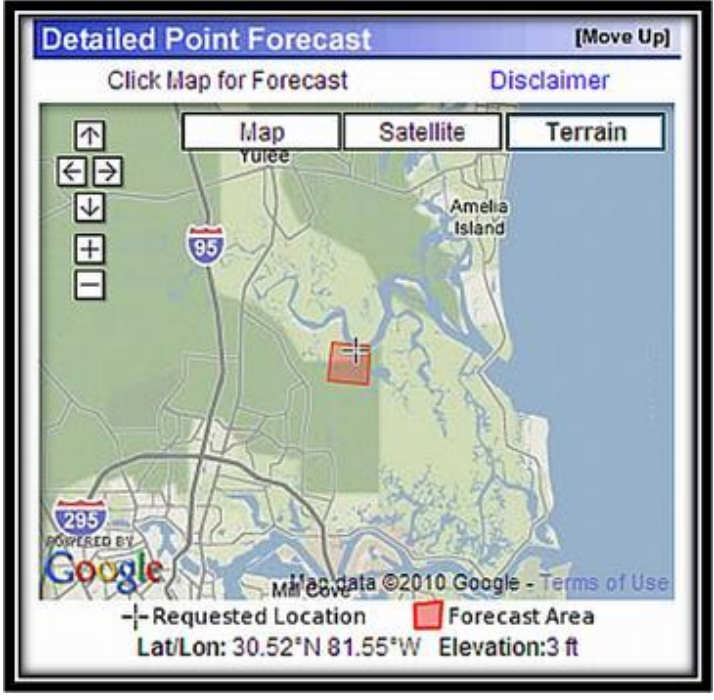 Detailed Point Forecast [Move Up]
Click Map for Forecast Disclaimer
Map Satellite Terrain
Yulee
Amelia
Island
95
295
POWERED BY
Google
Mill Cove
Map data ©2010 Google - Terms of Use
Requested Location Forecast Area
Lat/Lon: 30.52°N 81.55°W Elevation:3 ft